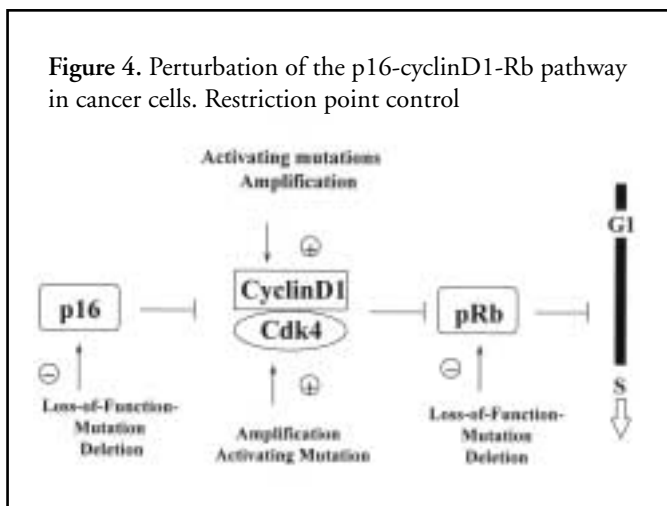 Figure 4. Perturbation of the p16-cyclinD1-Rb pathway
in cancer cells. Restriction point control
Activating mutations
Amplification
+
G1
CyclinD1
p16
Cdk4
pRb
−
+
−
S
Loss-of-Function-
Mutation
Deletion
Amplification
Activating Mutation
Loss-of-Function-
Mutation
Deletion